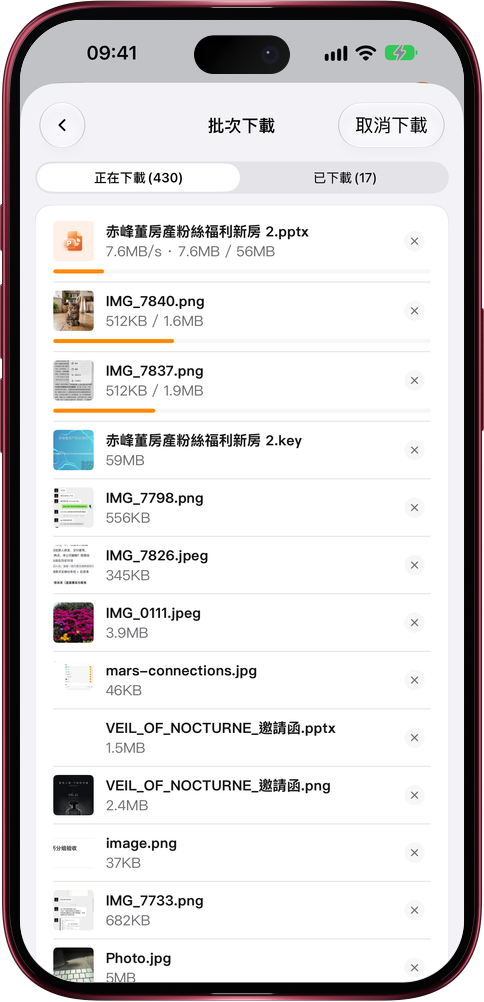 09:41
批次下載
取消下載
正在下載 (430)
已下載 (17)
赤峰董房產粉絲福利新房 2.pptx
7.6MB/s · 7.6MB / 56MB
IMG_7840.png
512KB / 1.6MB
IMG_7837.png
512KB / 1.9MB
赤峰董房產粉絲福利新房 2.key
59MB
IMG_7798.png
556KB
IMG_7826.jpeg
345KB
IMG_0111.jpeg
3.9MB
mars-connections.jpg
46KB
VEIL_OF_NOCTURNE_邀請函.pptx
1.5MB
VEIL_OF_NOCTURNE_邀請函.png
2.4MB
image.png
37KB
IMG_7733.png
682KB
Photo.jpg
5MB